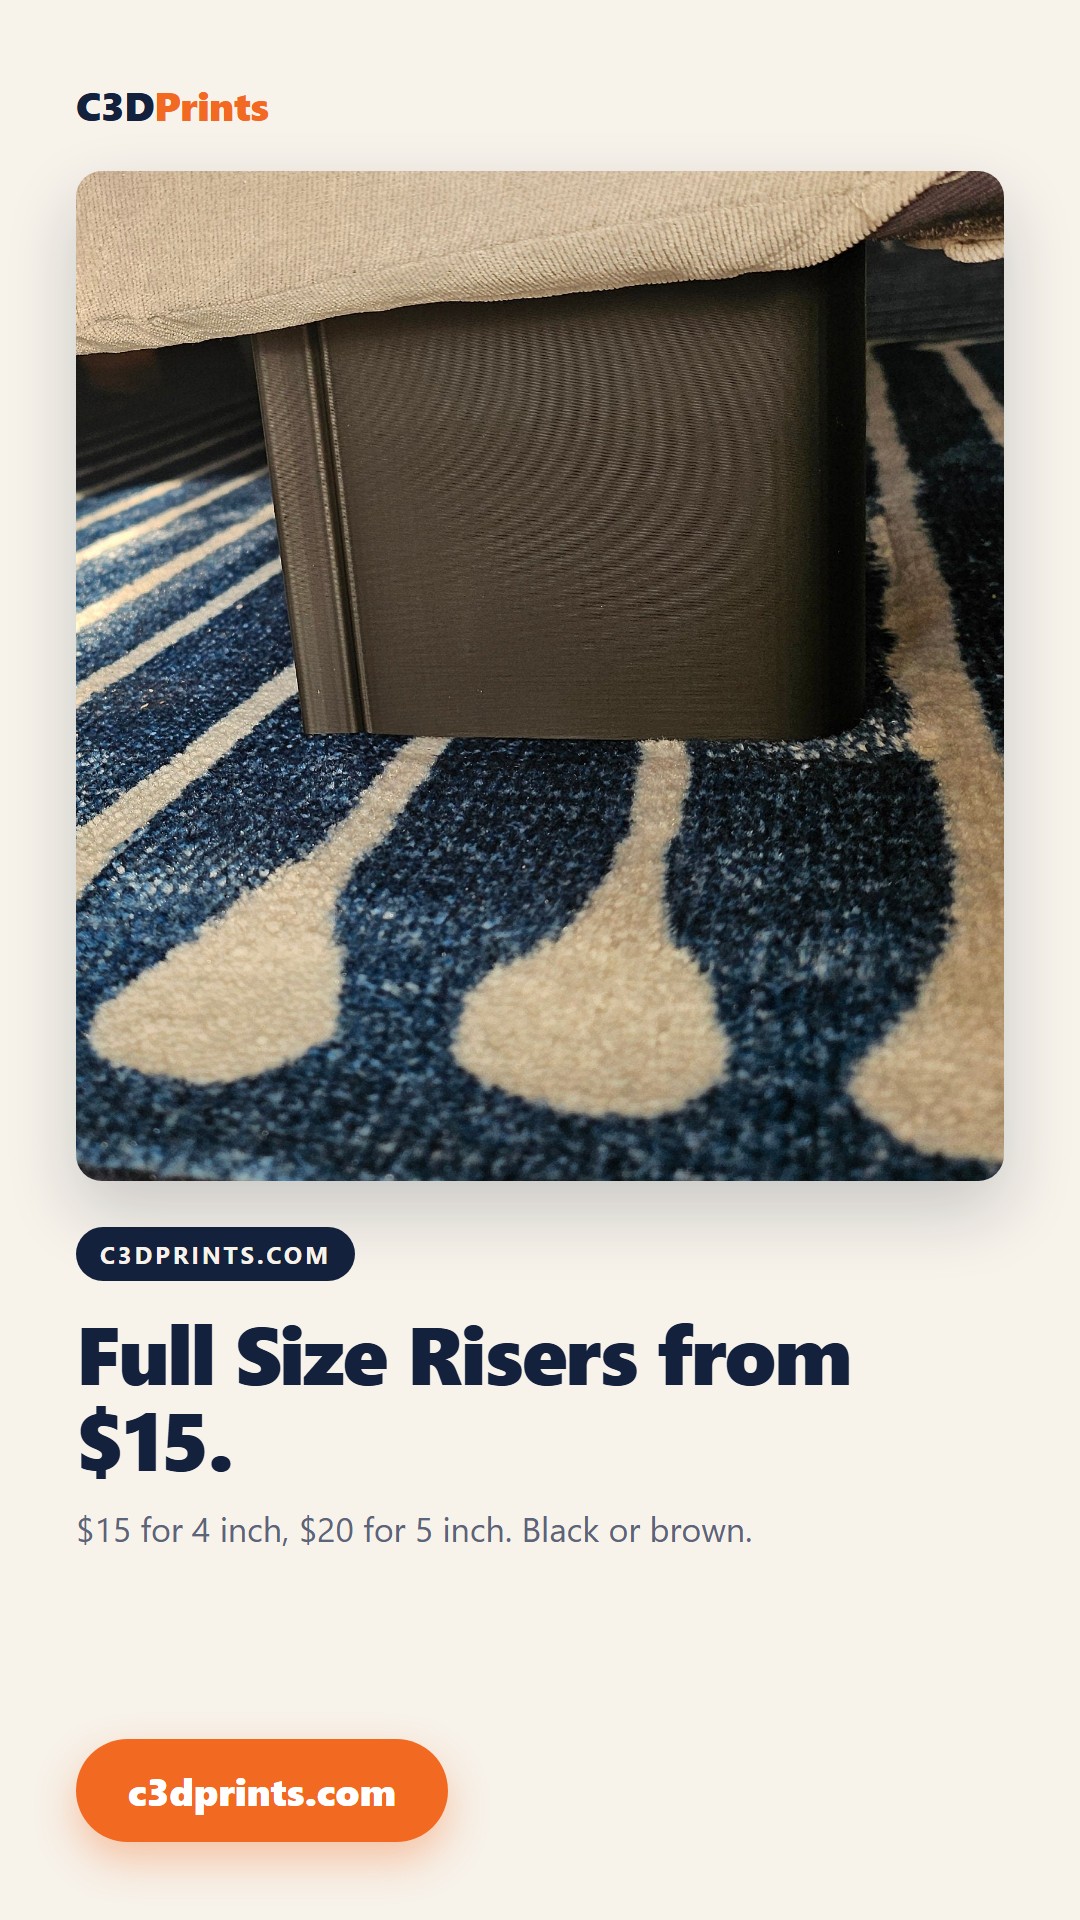 C3DPrints
C3DPRINTS.COM
Full Size Risers from
$15.
$15 for 4 inch, $20 for 5 inch. Black or brown.
c3dprints.com